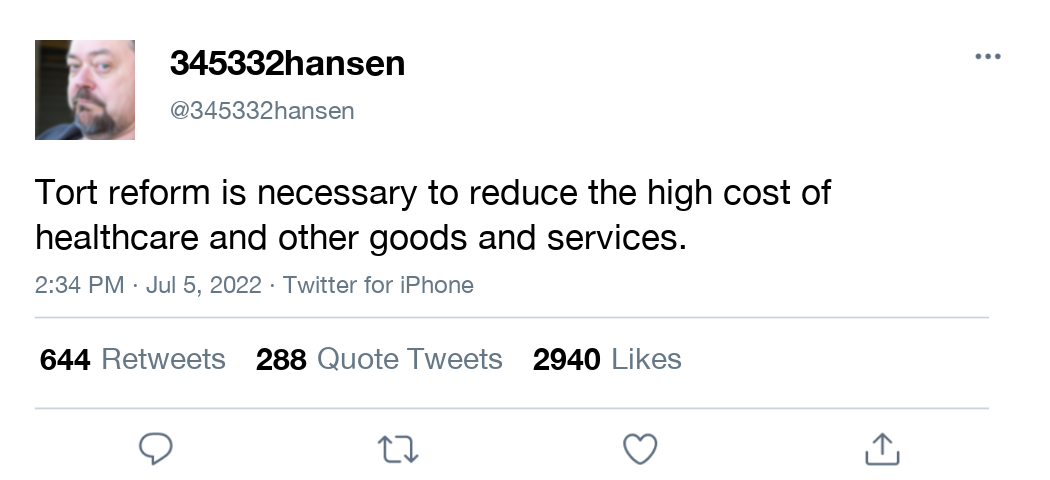 345332hansen
@345332hansen
Tort reform is necessary to reduce the high cost of
healthcare and other goods and services.
2:34 PM · Jul 5, 2022 · Twitter for iPhone
644 Retweets 288 Quote Tweets 2940 Likes